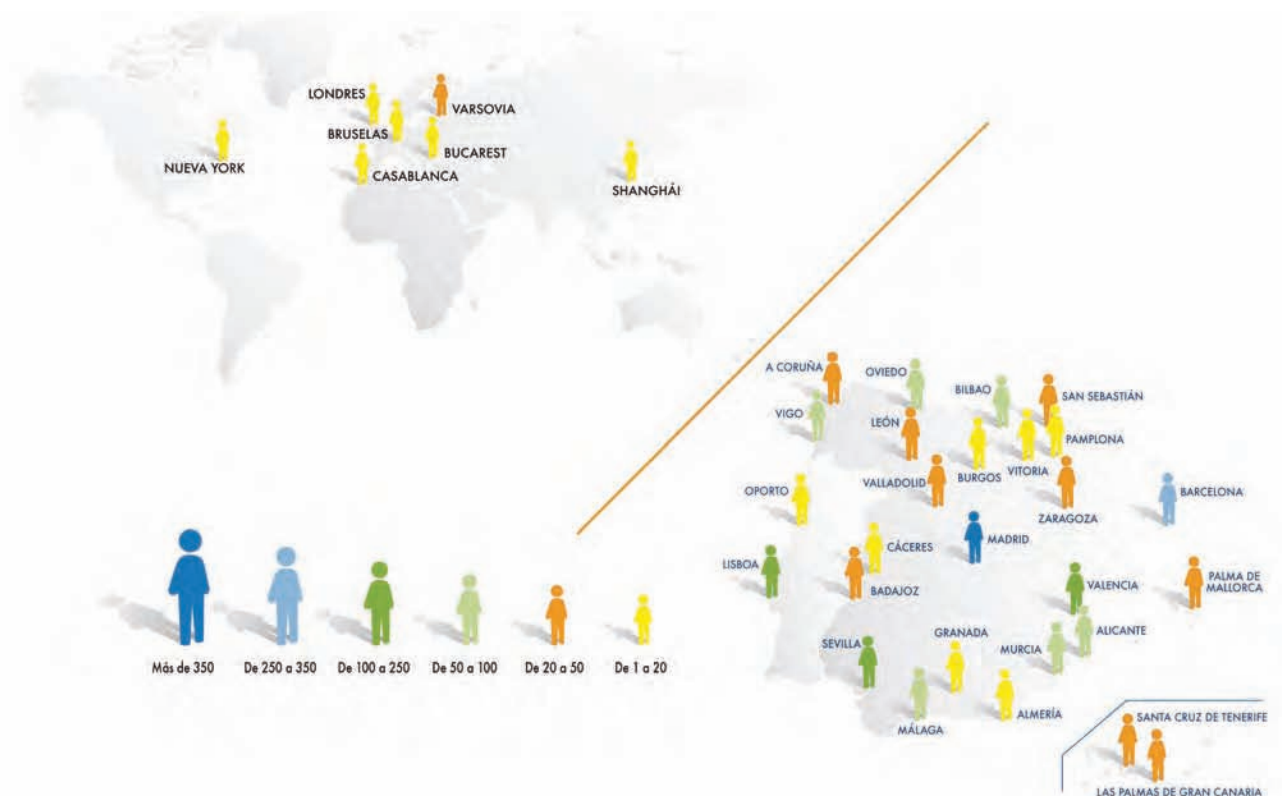 LONDRES
VARSOVIA
BRUSELAS
BUCAREST
NUEVA YORK
CASABLANCA
SHANGHÁI
A CORUÑA
OVIEDO
BILBAO
SAN SEBASTIÁN
VIGO
LEÓN
PAMPLONA
VITORIA
BURGOS
VALLADOLID
OPORTO
BARCELONA
ZARAGOZA
MADRID
CÁCERES
LISBOA
BADAJOZ
VALENCIA
PALMA DE
MALLORCA
ALICANTE
GRANADA
SEVILLA
MURCIA
ALMERÍA
MÁLAGA
SANTA CRUZ DE TENERIFE
LAS PALMAS DE GRAN CANARIA
Más de 350
De 250 a 350
De 100 a 250
De 50 a 100
De 20 a 50
De 1 a 20